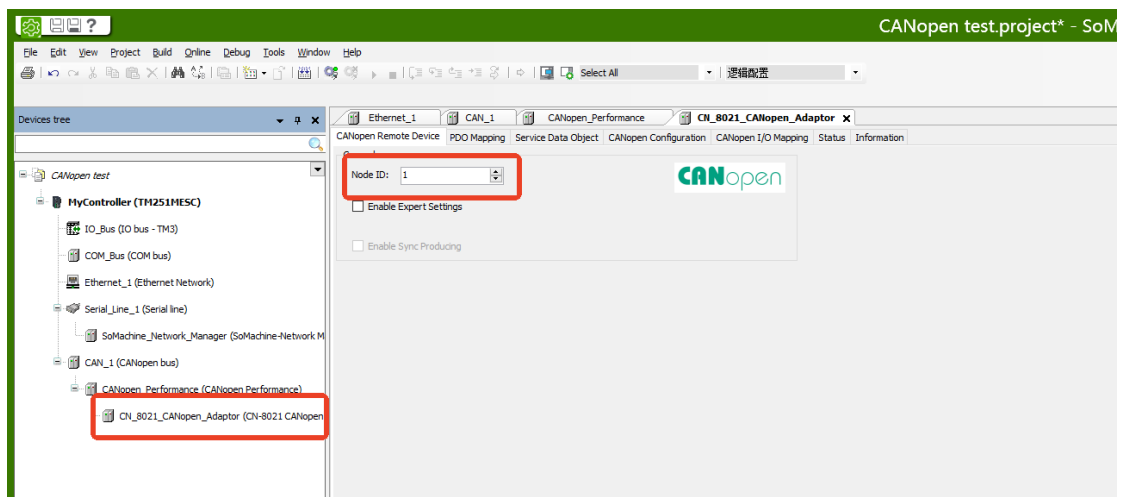 ?
CANopen test.project* - SoM
File Edit View Project Build Online Debug Tools Window Help
Select All
逻辑配置
Devices tree
Ethernet_1 CAN_1 CANopen_Performance CN_8021_CANopen_Adaptor
CANopen Remote Device PDO Mapping Service Data Object CANopen Configuration CANopen I/O Mapping Status Information
Node ID: 1
CANopen
Enable Expert Settings
Enable Sync Producing
CANopen test
MyController (TM251MESC)
IO_Bus (IO bus - TM3)
COM_Bus (COM bus)
Ethernet_1 (Ethernet Network)
Serial_Line_1 (Serial line)
SoMachine_Network_Manager (SoMachine-Network M
CAN_1 (CANopen bus)
CANopen_Performance (CANopen Performance)
CN_8021_CANopen_Adaptor (CN-8021 CANopen